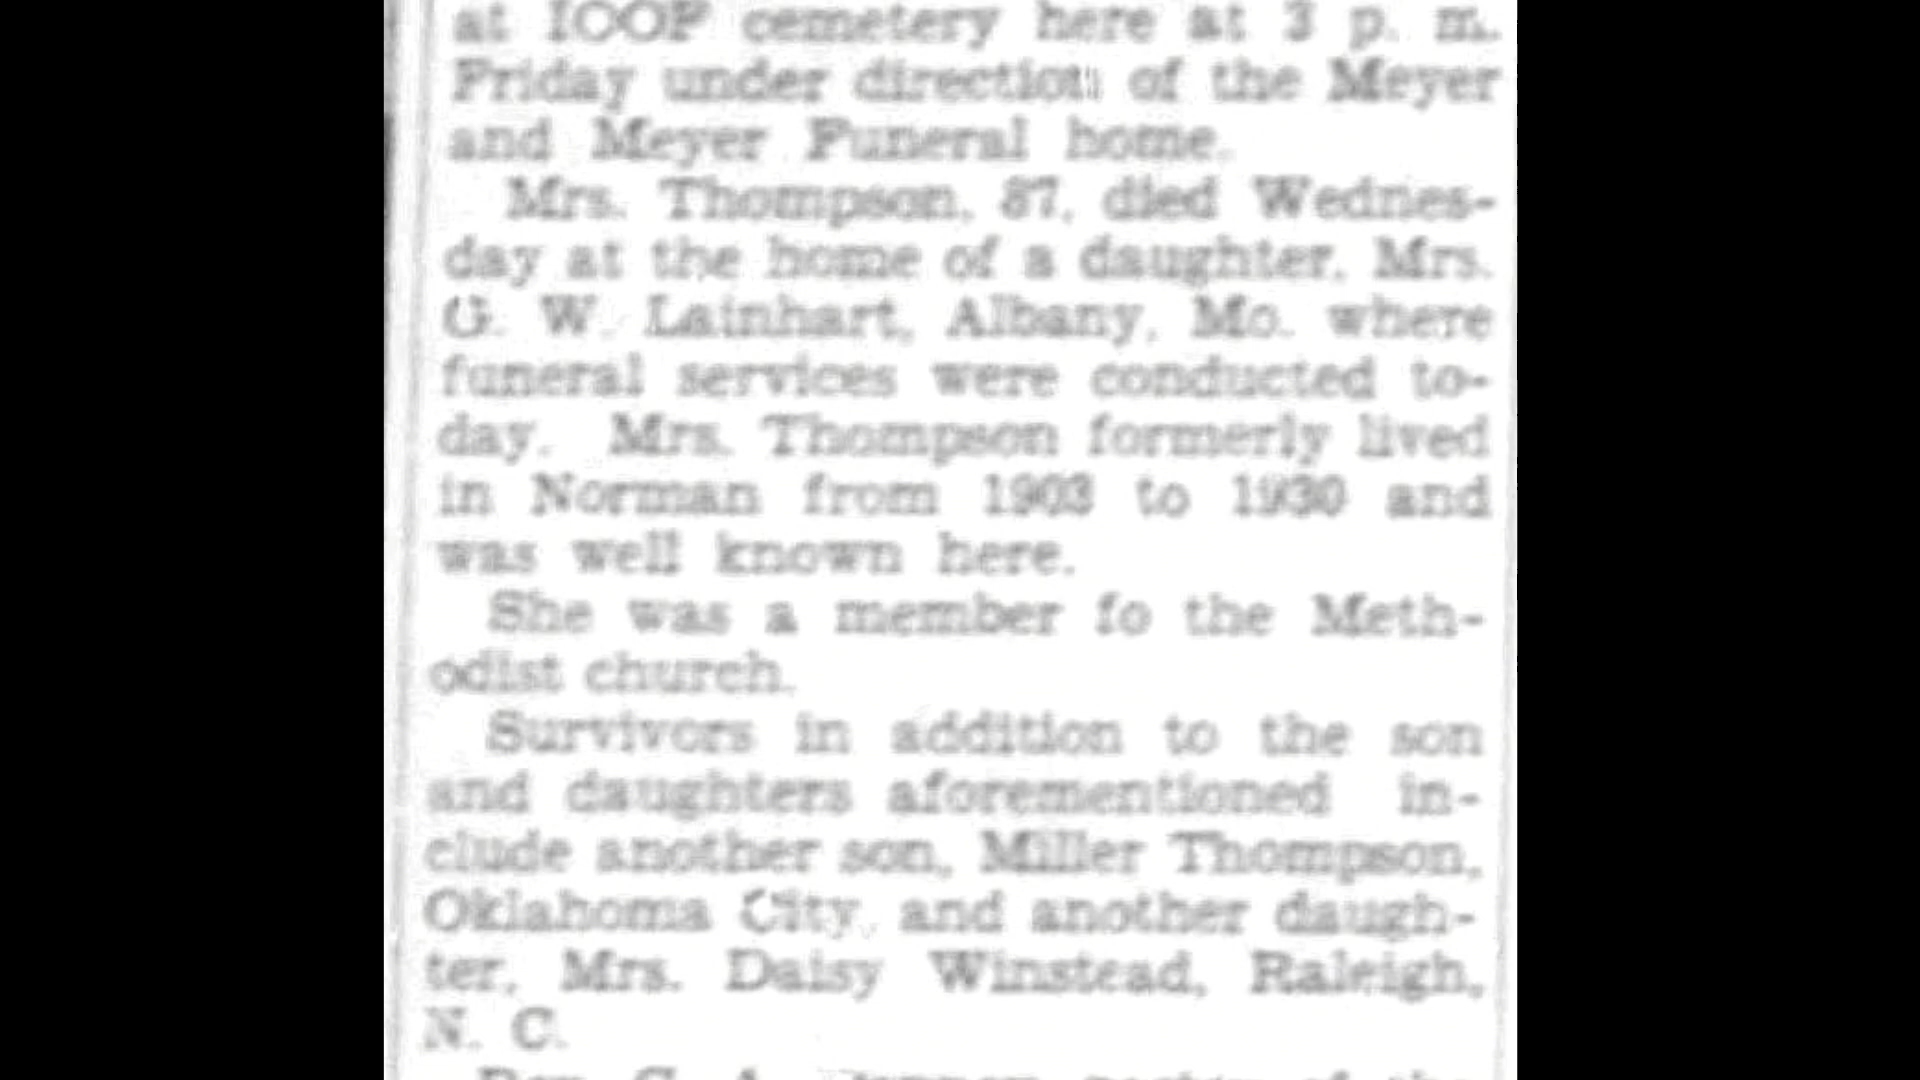 at IOOF cemetery here at 3 p. m.
Friday under direction of the Meyer
and Meyer Funeral home.
Mrs. Thompson, 87, died Wednes-
day at the home of a daughter, Mrs.
G. W. Lainhart, Albany, Mo. where
funeral services were conducted to-
day. Mrs. Thompson formerly lived
in Norman from 1903 to 1930 and
was well known here.
She was a member fo the Meth-
odist church.
Survivors in addition to the son
and daughters aforementioned in-
clude another son, Miller Thompson,
Oklahoma City, and another daugh-
ter, Mrs. Daisy Winstead, Raleigh,
N. C.